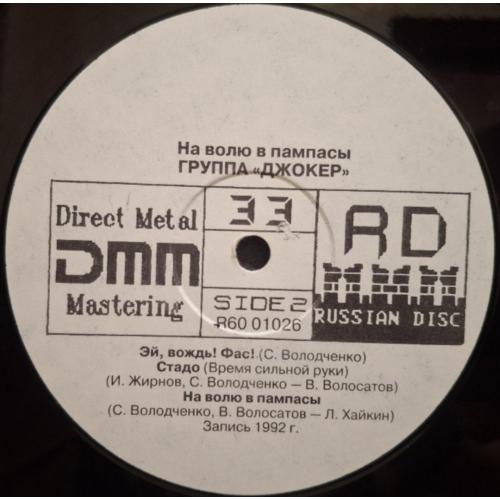 На волю в пампасы
ГРУППА «ДЖОКЕР»
Direct Metal
DMM
Mastering
33
SIDE 2
R60 01026
RD
RUSSIAN DISC
Эй, вождь! Фас! (С. Володченко)
Стадо (Время сильной руки)
(И. Жирнов, С. Володченко — В. Волосатов)
На волю в пампасы
(С. Володченко, В. Волосатов — Л. Хайкин)
Запись 1992 г.